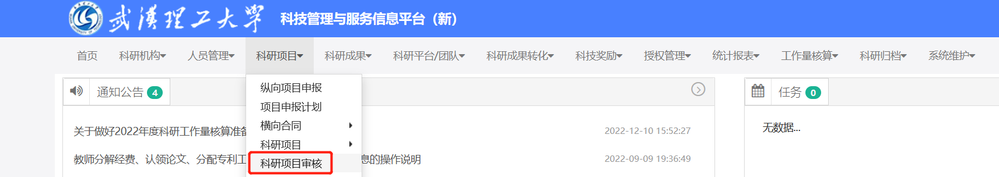 武漢理工大学 科技管理与服务信息平台（新）
首页 科研机构 人员管理 科研项目 科研成果 科研平台/团队 科研成果转化 科技奖励 授权管理 统计报表 工作量核算 科研归档 系统维护
通知公告 4
纵向项目申报
项目申报计划
横向合同
科研项目
科研项目审核
关于做好2022年度科研工作量核算准备 2022-12-10 15:52:27
教师分解经费、认领论文、分配专利工 息的操作说明 2022-09-09 19:36:49
任务 0
无数据...